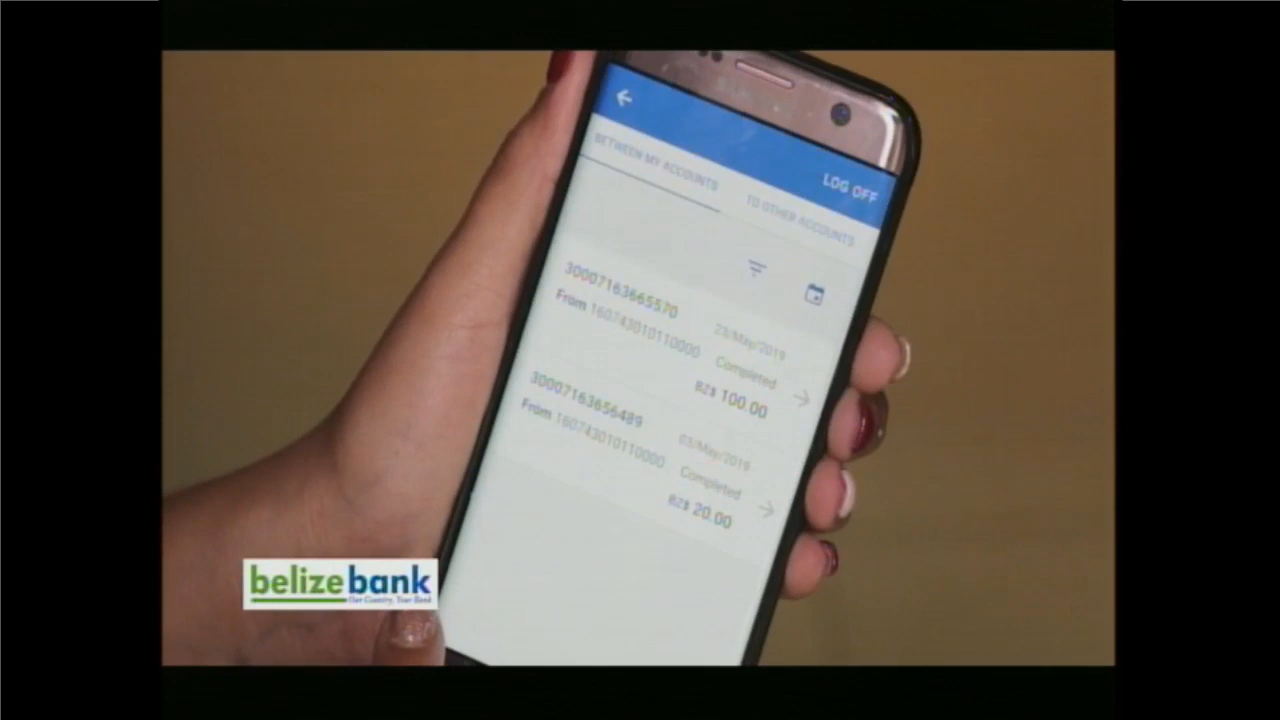 LOG OFF
BETWEEN MY ACCOUNTS
TO OTHER ACCOUNTS
30007163665570
From 160743010110000
23/May/2019
Completed
BZ$ 100.00
30007163656489
From 160743010110000
03/May/2019
Completed
BZ$ 20.00
belizebank
Our Country, Your Bank